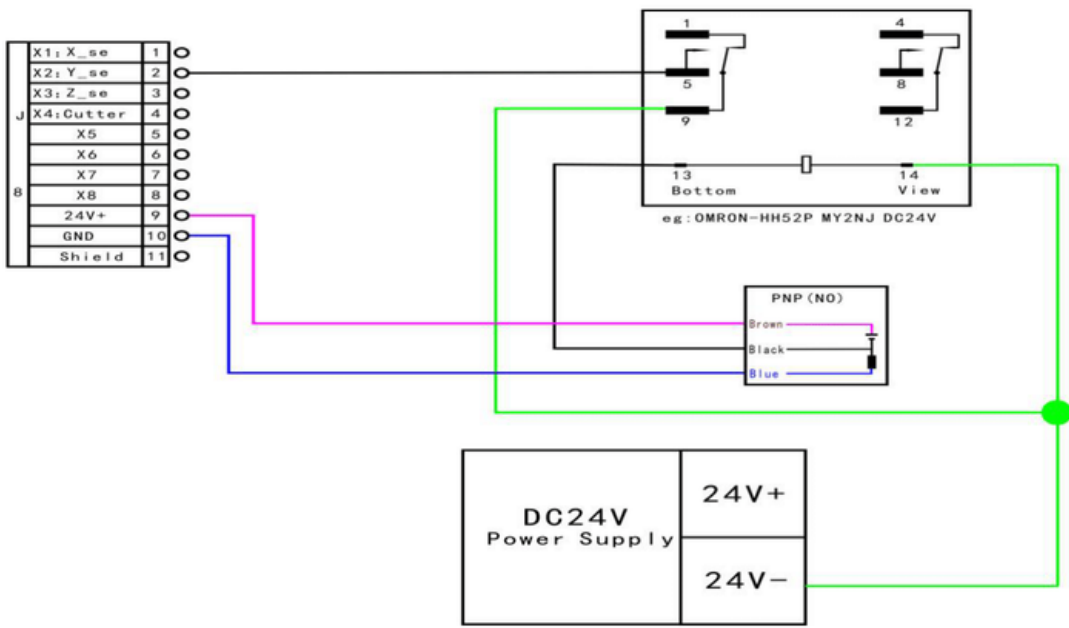 J8
X1:X_se 1
X2:Y_se 2
X3:Z_se 3
X4:Cutter 4
X5 5
X6 6
X7 7
X8 8
24V+ 9
GND 10
Shield 11
1 4
5 8
9 12
13 14
Bottom View
eg:OMRON-HH52P MY2NJ DC24V
PNP(NO)
Brown
Black
Blue
DC24V
Power Supply
24V+
24V-